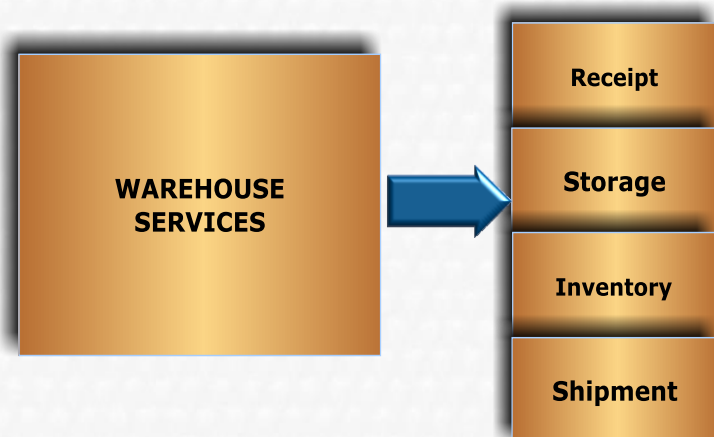 WAREHOUSE
SERVICES
Receipt
Storage
Inventory
Shipment